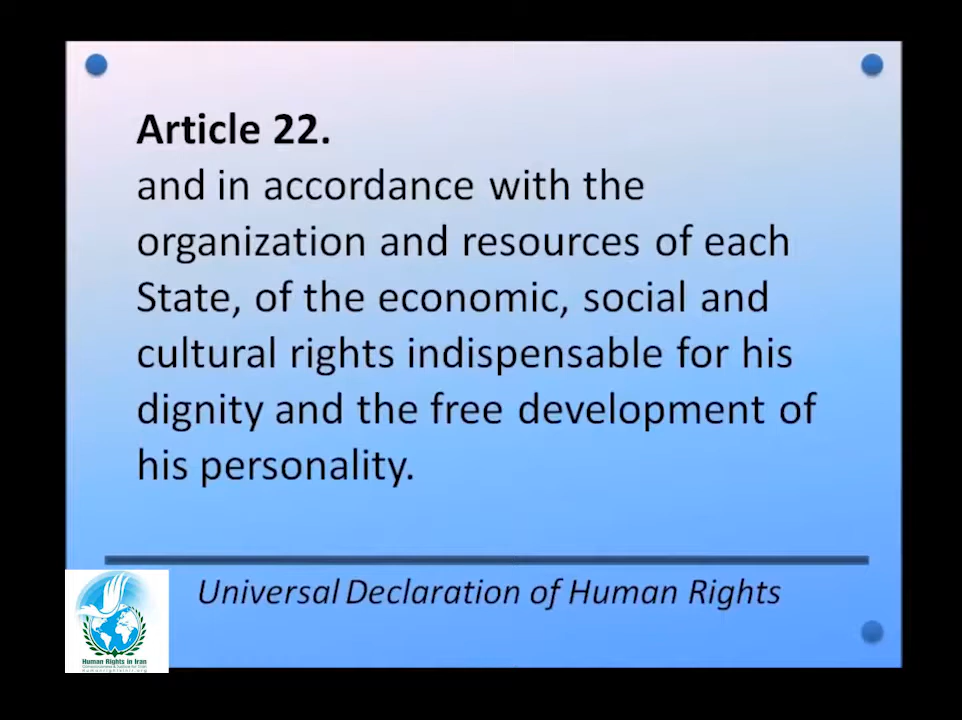 Article 22.
and in accordance with the
organization and resources of each
State, of the economic, social and
cultural rights indispensable for his
dignity and the free development of
his personality.
Universal Declaration of Human Rights
Human Rights in Iran